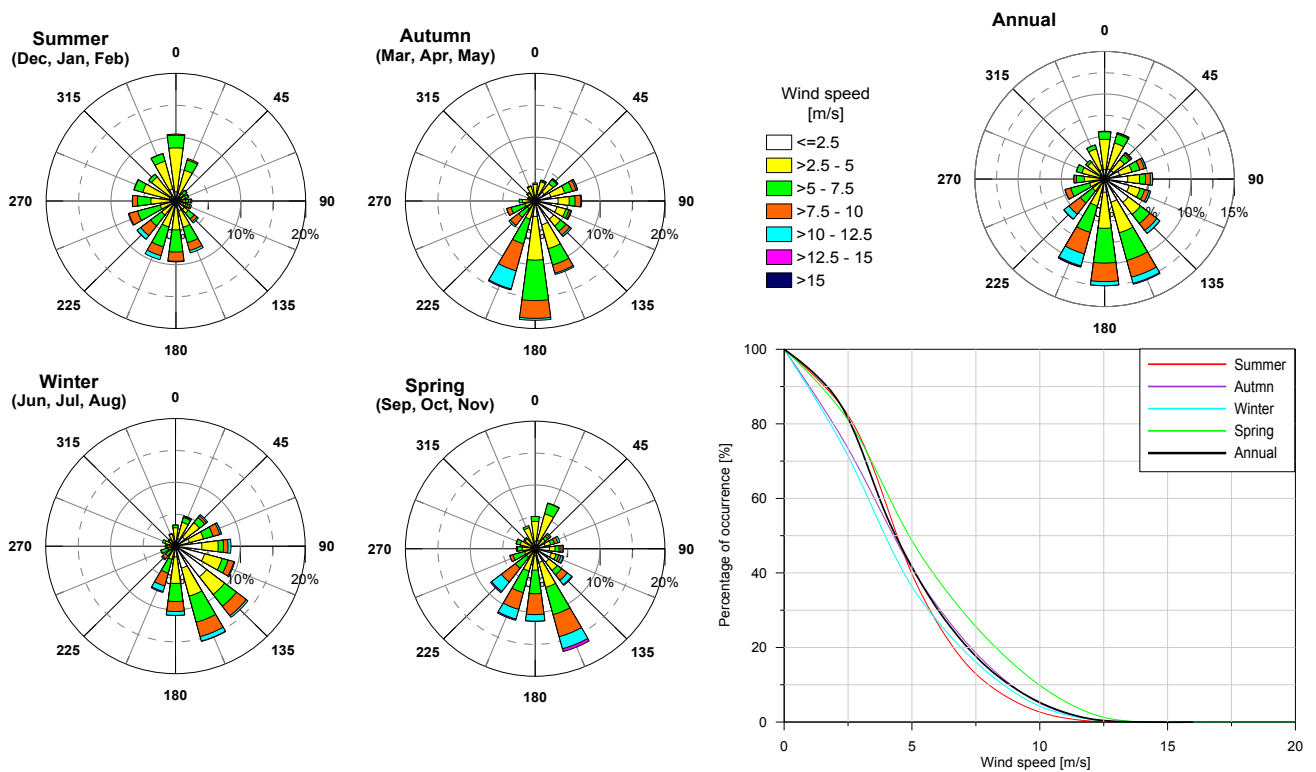 Summer
(Dec, Jan, Feb)
0
45
90
135
180
225
270
315
10%
20%
Autumn
(Mar, Apr, May)
0
45
90
135
180
225
270
315
10%
20%
Wind speed
[m/s]
<=2.5
>2.5 - 5
>5 - 7.5
>7.5 - 10
>10 - 12.5
>12.5 - 15
>15
Annual
0
45
90
135
180
225
270
315
10%
15%
Winter
(Jun, Jul, Aug)
0
45
90
135
180
225
270
315
10%
20%
Spring
(Sep, Oct, Nov)
0
45
90
135
180
225
270
315
10%
20%
Percentage of occurrence [%]
100
80
60
40
20
0
0
5
10
15
20
Wind speed [m/s]
Summer
Autmn
Winter
Spring
Annual